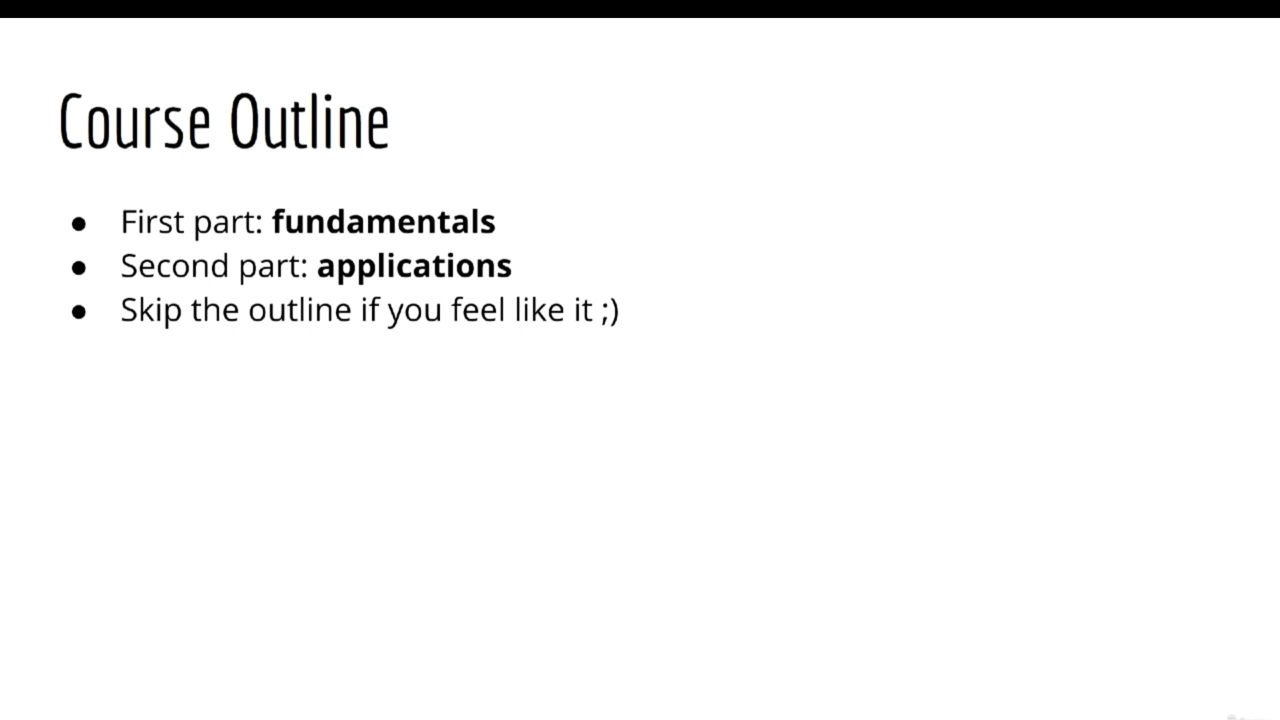 Course Outline
● First part: fundamentals
● Second part: applications
● Skip the outline if you feel like it ;)